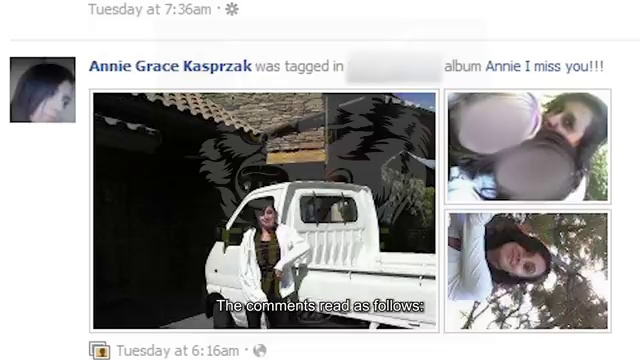 Tuesday at 7:36am ·
Annie Grace Kasprzak was tagged in album Annie I miss you!!!
The comments read as follows:
Tuesday at 6:16am ·